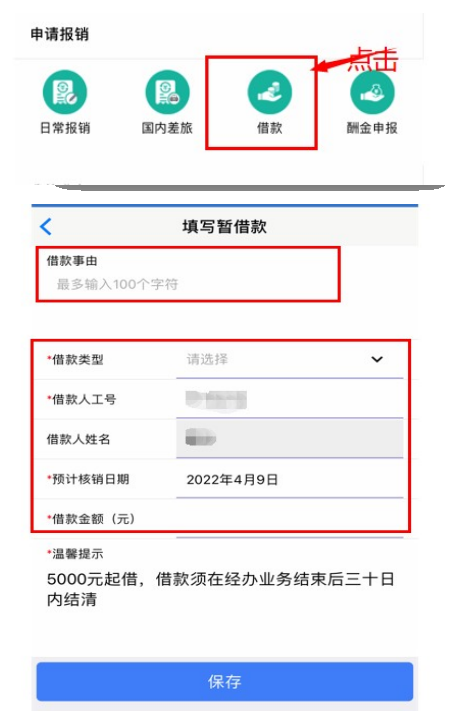 申请报销
点击
日常报销
国内差旅
借款
酬金申报
填写暂借款
借款事由
最多输入100个字符
*借款类型 请选择
*借款人工号
借款人姓名
*预计核销日期 2022年4月9日
*借款金额（元）
*温馨提示
5000元起借，借款须在经办业务结束后三十日
内结清
保存